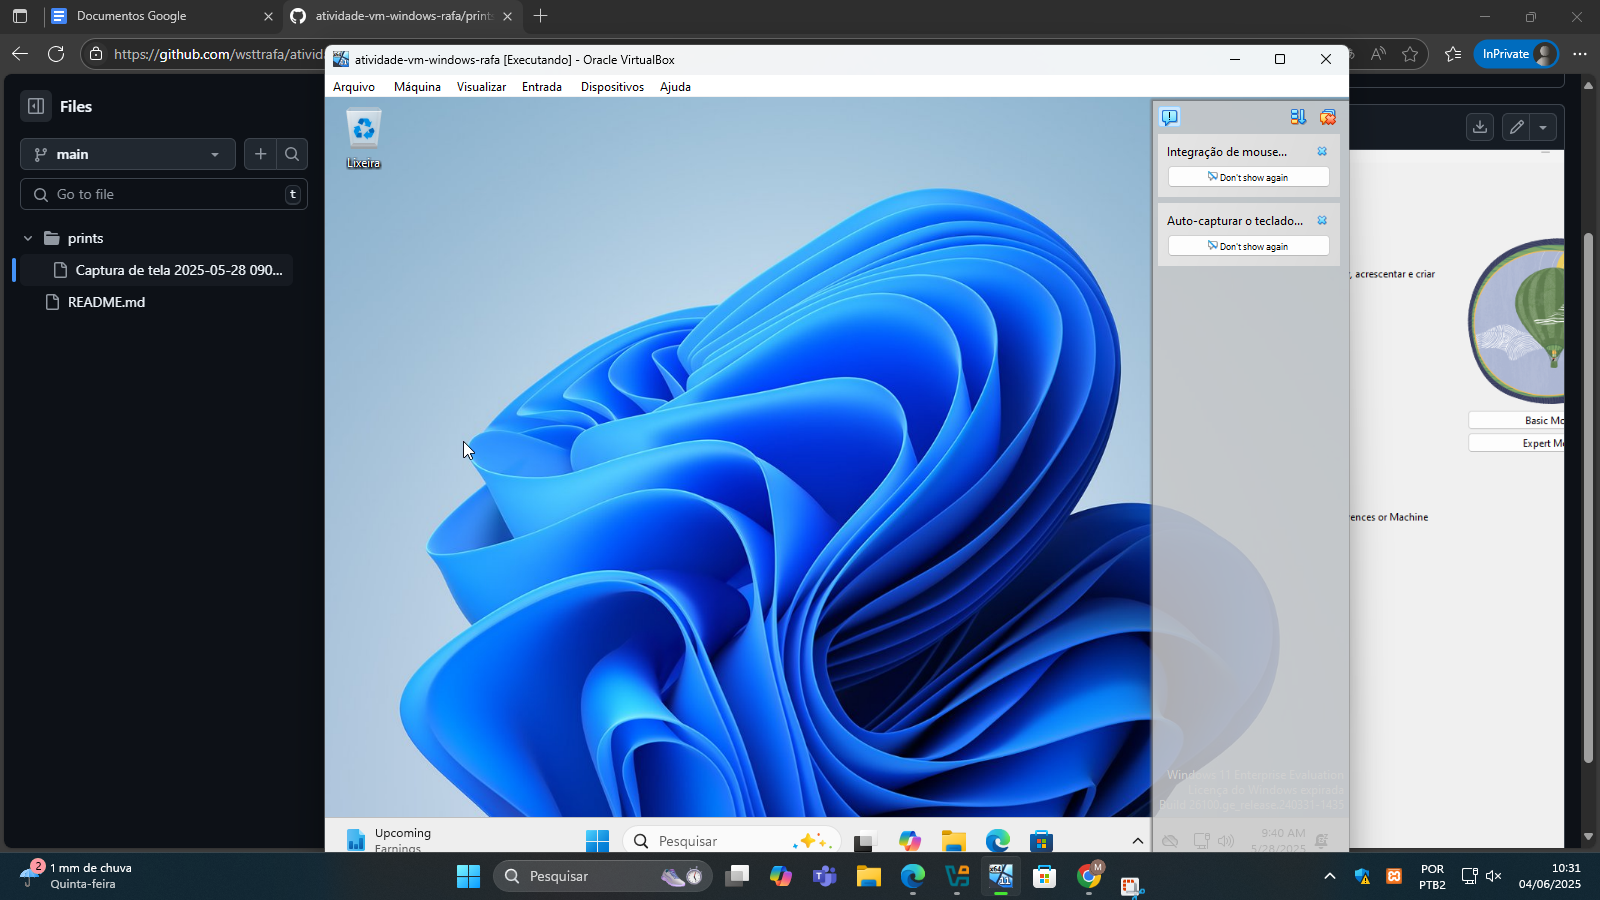 Documentos Google
atividade-vm-windows-rafa/prints
https://github.com/wsttrafa/ativid
InPrivate
Files
main
Go to file
t
prints
Captura de tela 2025-05-28 090...
README.md
atividade-vm-windows-rafa [Executando] - Oracle VirtualBox
Arquivo Máquina Visualizar Entrada Dispositivos Ajuda
Lixeira
Integração de mouse...
Don't show again
Auto-capturar o teclado...
Don't show again
, acrescentar e criar
Basic Mo
Expert M
ences or Machine
Windows 11 Enterprise Evaluation
Licença do Windows expirada
Build 26100.ge_release.240331-1435
Upcoming
Earnings
Pesquisar
9:40 AM
5/28/2025
2
1 mm de chuva
Quinta-feira
Pesquisar
M
POR
PTB2
10:31
04/06/2025